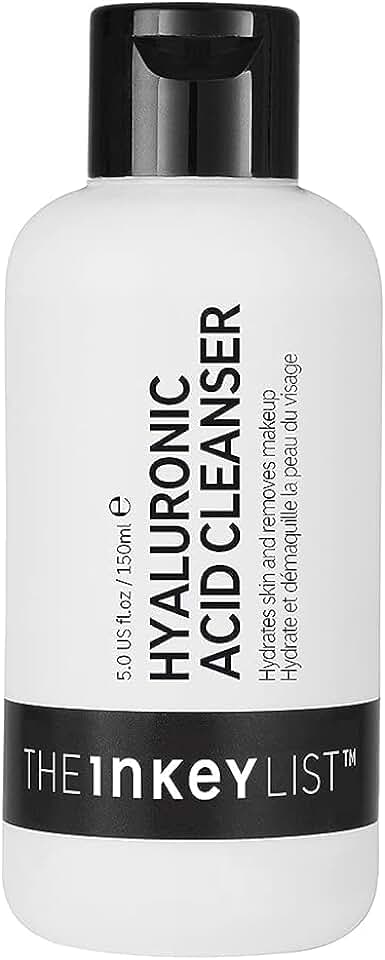 5.0 US fl.oz / 150ml ℮
HYALURONIC
ACID CLEANSER
Hydrates skin and removes makeup
Hydrate et démaquille la peau du visage
THE INKEY LIST™